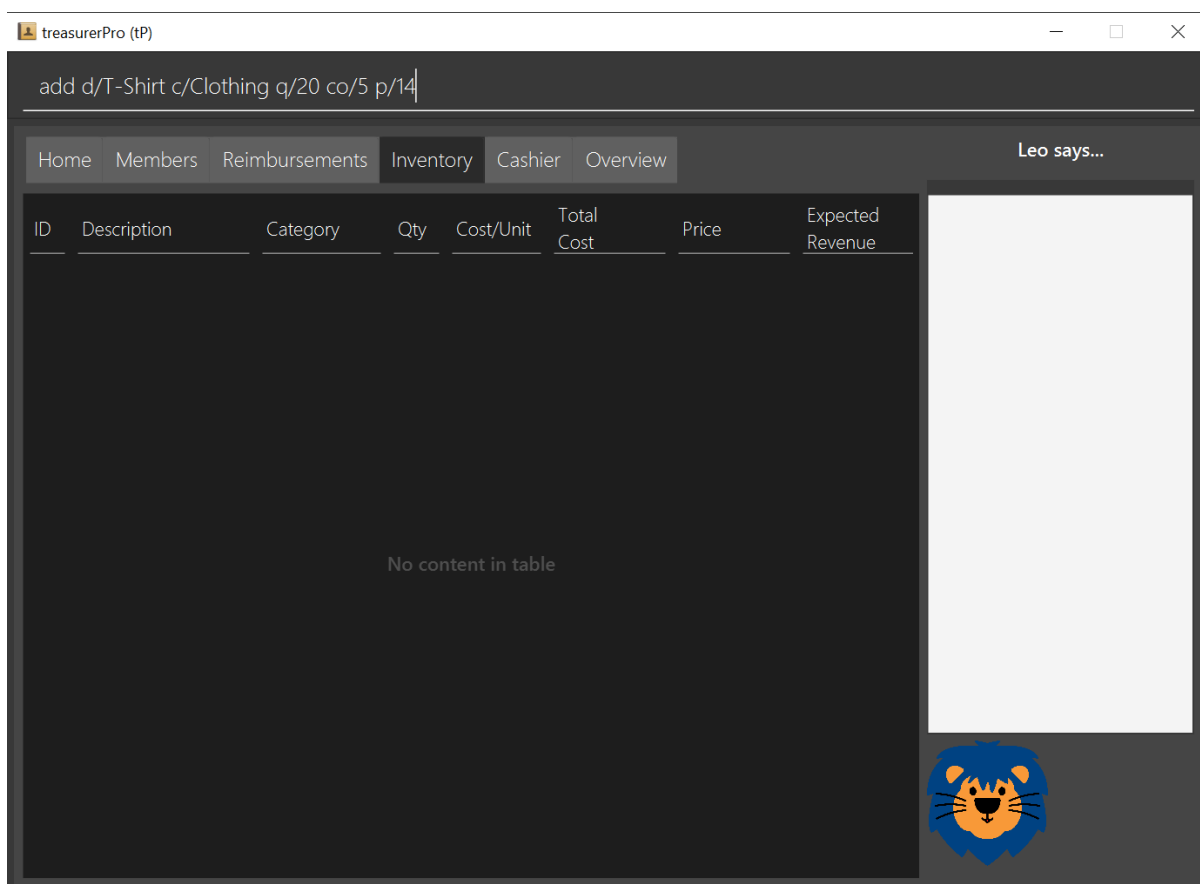 treasurerPro (tP)
add d/T-Shirt c/Clothing q/20 co/5 p/14
Home Members Reimbursements Inventory Cashier Overview
Leo says...
ID Description Category Qty Cost/Unit Total Cost Price Expected Revenue
No content in table